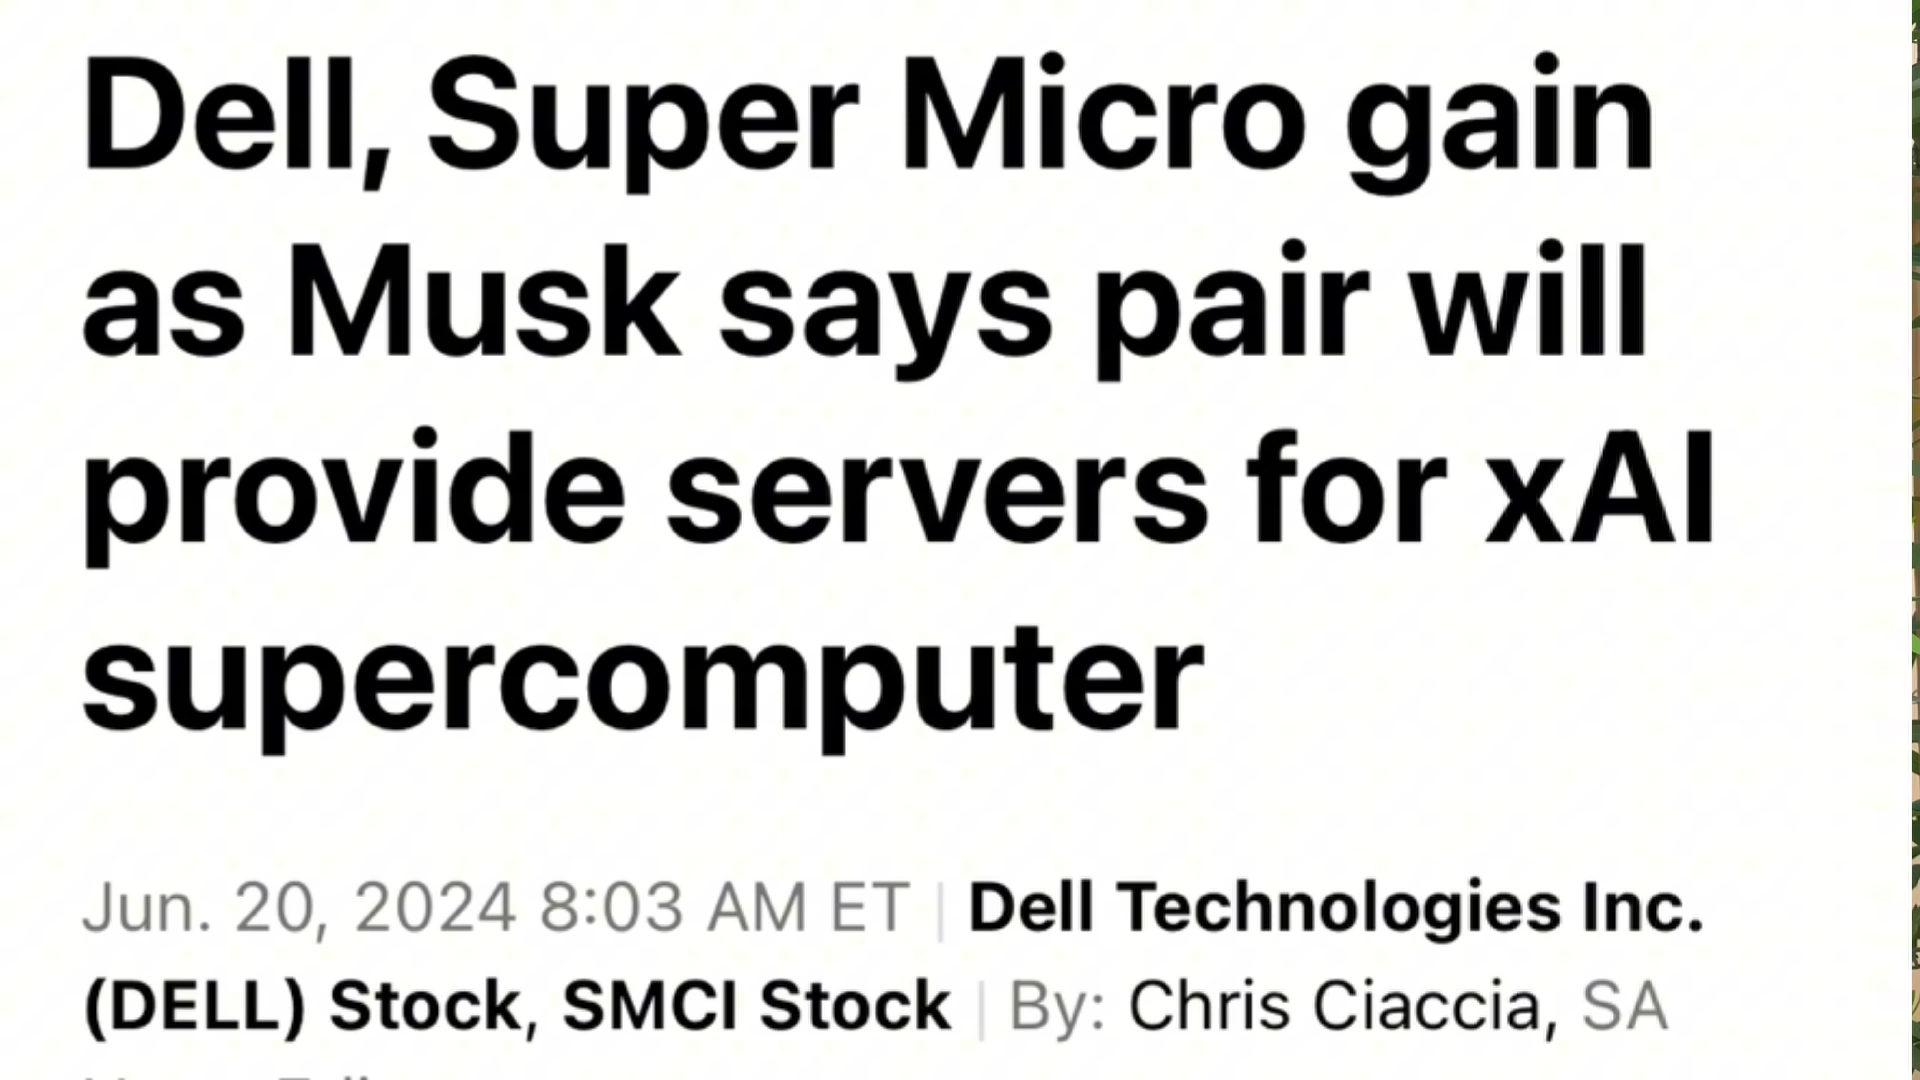 Dell, Super Micro gain
as Musk says pair will
provide servers for xAI
supercomputer
Jun. 20, 2024 8:03 AM ET | Dell Technologies Inc.
(DELL) Stock, SMCI Stock | By: Chris Ciaccia, SA